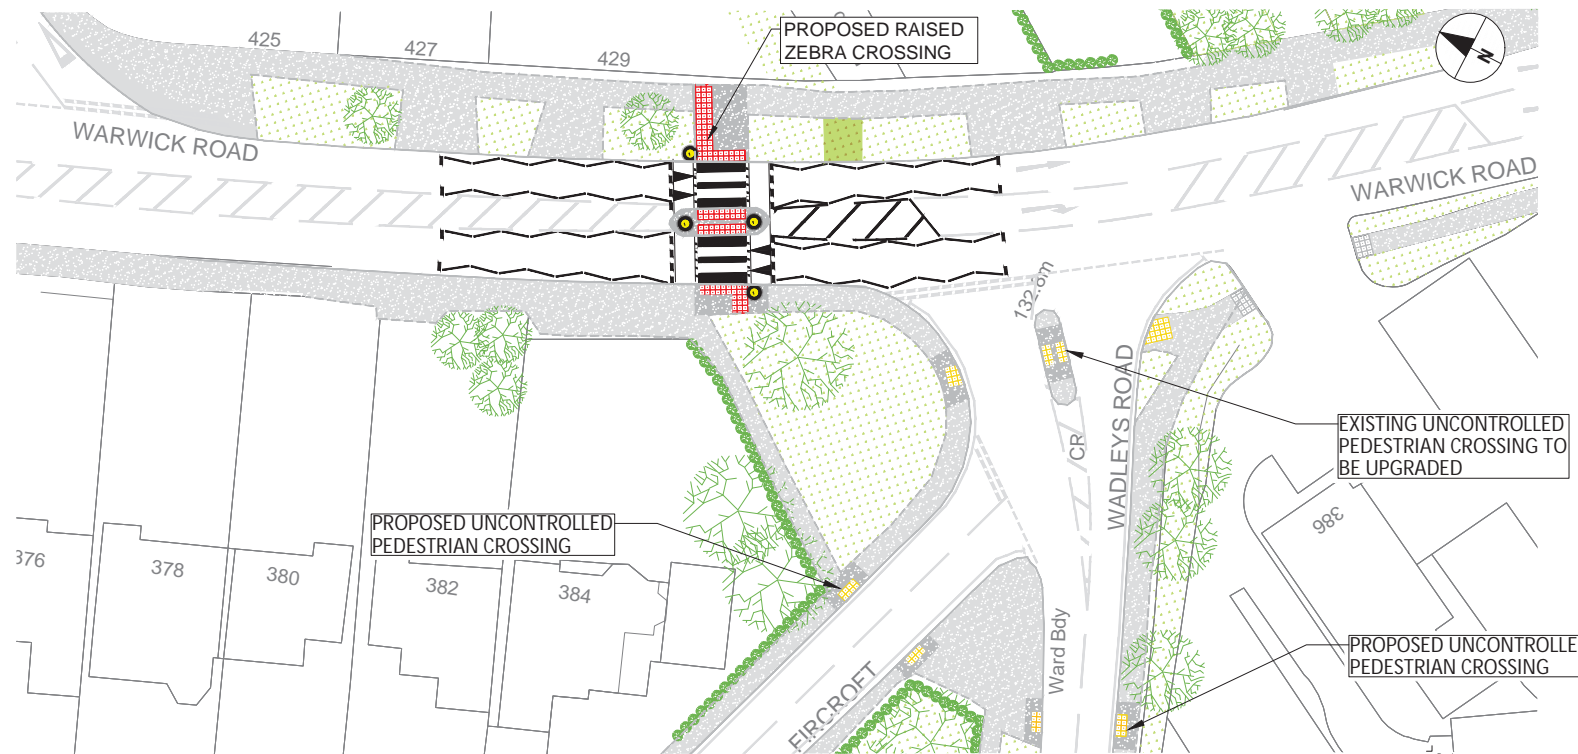 425
427
429
PROPOSED RAISED
ZEBRA CROSSING
N
WARWICK ROAD
WARWICK ROAD
132.8m
WADLEYS ROAD
CR
EXISTING UNCONTROLLED
PEDESTRIAN CROSSING TO
BE UPGRADED
PROPOSED UNCONTROLLED
PEDESTRIAN CROSSING
376
378
380
382
384
386
FIRCROFT
Ward Bdy
PROPOSED UNCONTROLLE
PEDESTRIAN CROSSING